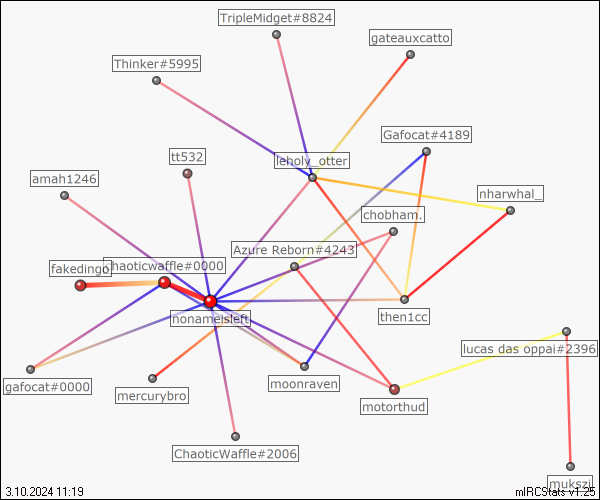 TripleMidget#8824
gateauxcatto
Thinker#5995
Gafocat#4189
tt532
leholy_otter
amah1246
nharwhal_
chobham.
Azure Reborn#4243
Chaoticwaffle#0000
fakedingo.
nonameisleft
then1cc
lucas das oppai#2396
moonraven
gafocat#0000
mercurybro
motorthud
ChaoticWaffle#2006
mukszi
3.10.2024 11:19
mIRCStats v1.25